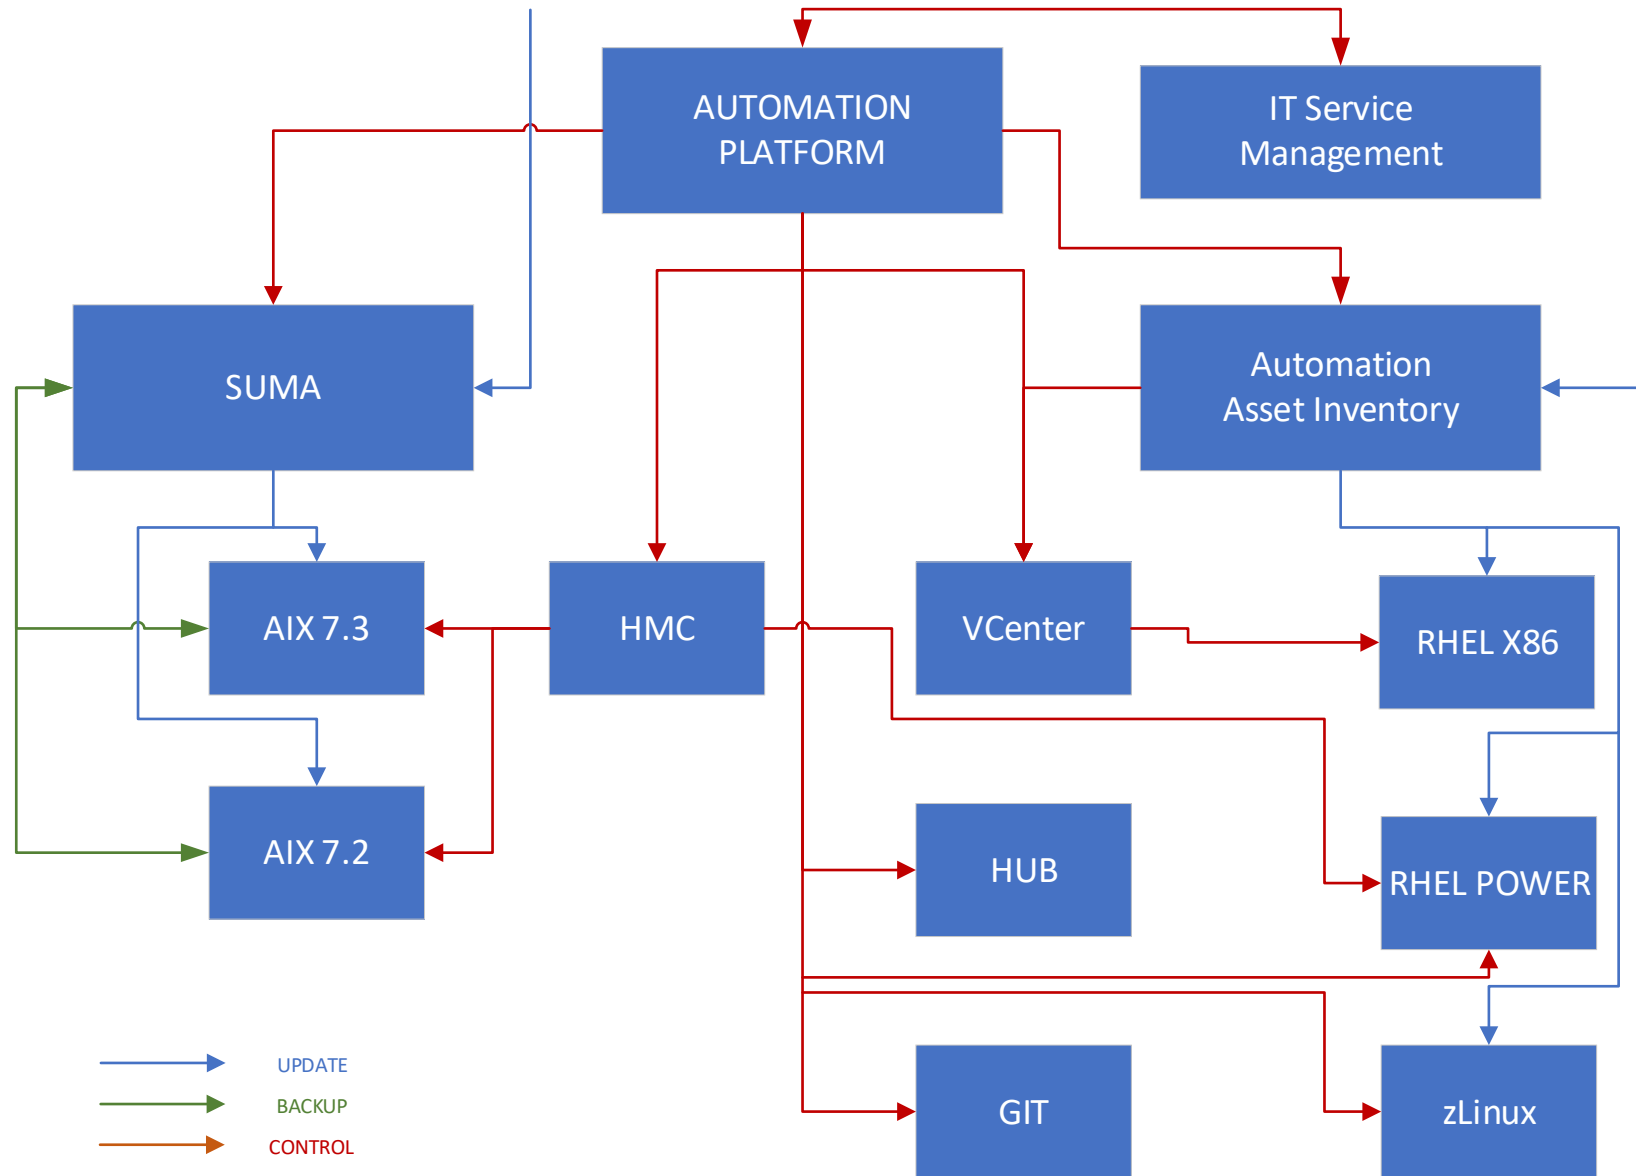 AUTOMATION
PLATFORM
IT Service
Management
SUMA
Automation
Asset Inventory
AIX 7.3
HMC
VCenter
RHEL X86
AIX 7.2
HUB
RHEL POWER
UPDATE
BACKUP
CONTROL
GIT
zLinux